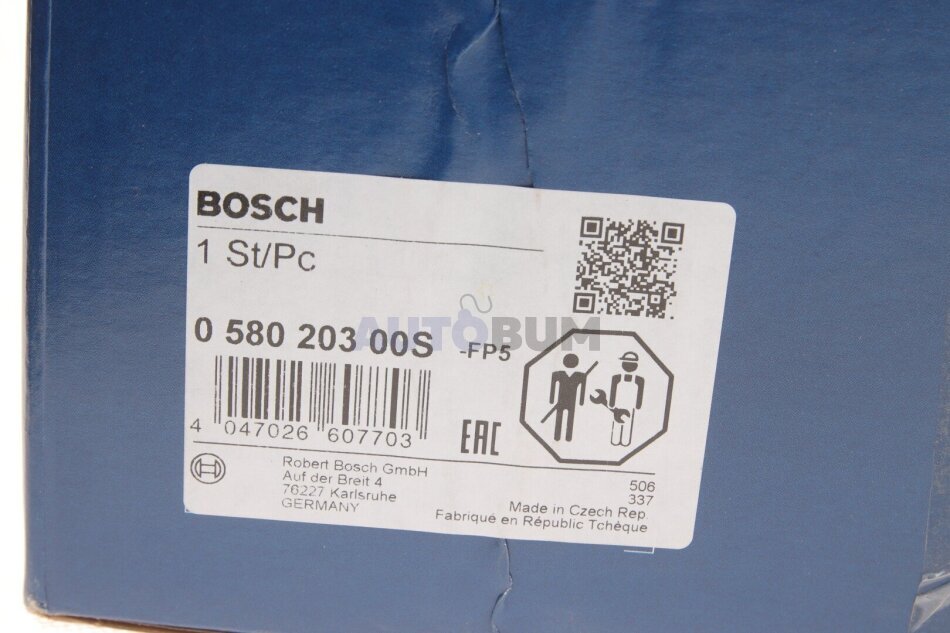 BOSCH
1 St/Pc
0 580 203 00S -FP5
AUTOBUM
4 047026 607703
EAC
Robert Bosch GmbH
Auf der Breit 4
76227 Karlsruhe
GERMANY
506
337
Made in Czech Rep.
Fabriqué en République Tchèque